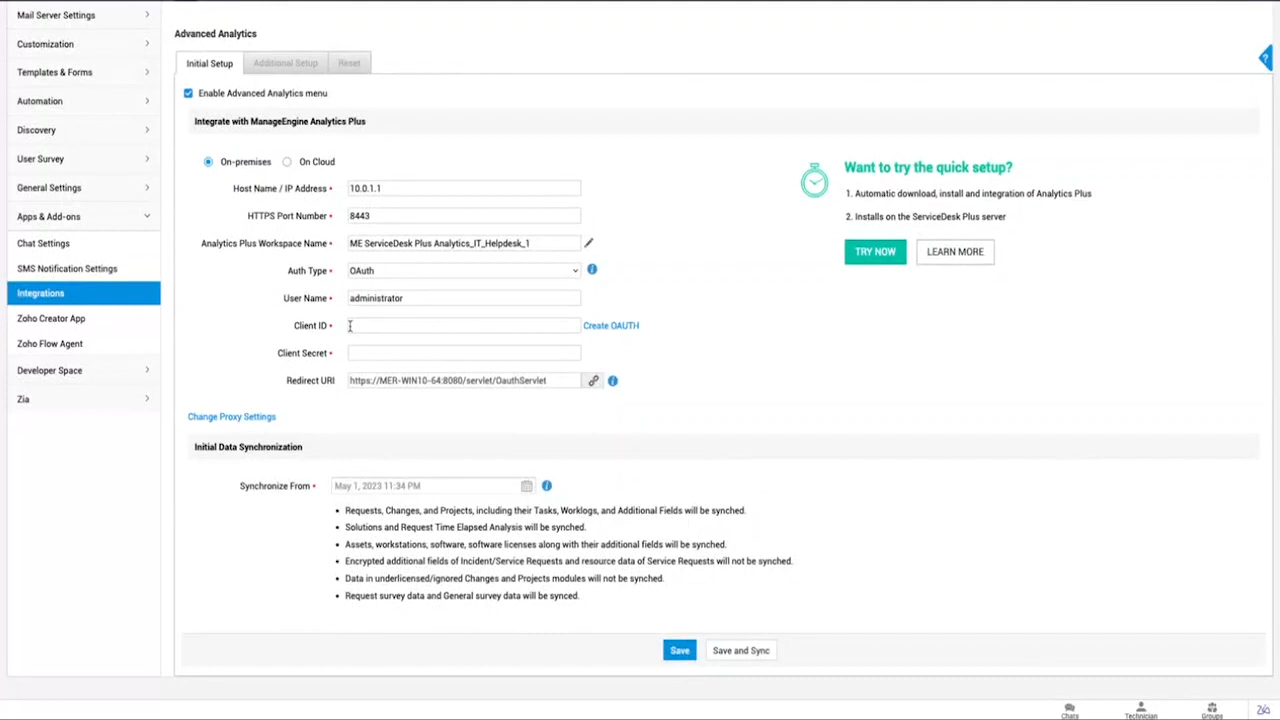 Mail Server Settings
Customization
Templates & Forms
Automation
Discovery
User Survey
General Settings
Apps & Add-ons
Chat Settings
SMS Notification Settings
Integrations
Zoho Creator App
Zoho Flow Agent
Developer Space
Zia
Advanced Analytics
Initial Setup Additional Setup Reset
?
Enable Advanced Analytics menu
Integrate with ManageEngine Analytics Plus
On-premises On Cloud
Host Name / IP Address • 10.0.1.1
HTTPS Port Number • 8443
Analytics Plus Workspace Name • ME ServiceDesk Plus Analytics_IT_Helpdesk_1
Auth Type • OAuth
User Name • administrator
Client ID • Create OAUTH
Client Secret •
Redirect URI https://MER-WIN10-64:8080/servlet/OauthServlet
Change Proxy Settings
Want to try the quick setup?
1. Automatic download, install and integration of Analytics Plus
2. Installs on the ServiceDesk Plus server
TRY NOW LEARN MORE
Initial Data Synchronization
Synchronize From • May 1, 2023 11:34 PM
• Requests, Changes, and Projects, including their Tasks, Worklogs, and Additional Fields will be synched.
• Solutions and Request Time Elapsed Analysis will be synched.
• Assets, workstations, software, software licenses along with their additional fields will be synched.
• Encrypted additional fields of Incident/Service Requests and resource data of Service Requests will not be synched.
• Data in underlicensed/ignored Changes and Projects modules will not be synched.
• Request survey data and General survey data will be synced.
Save Save and Sync
Chats Technician Groups